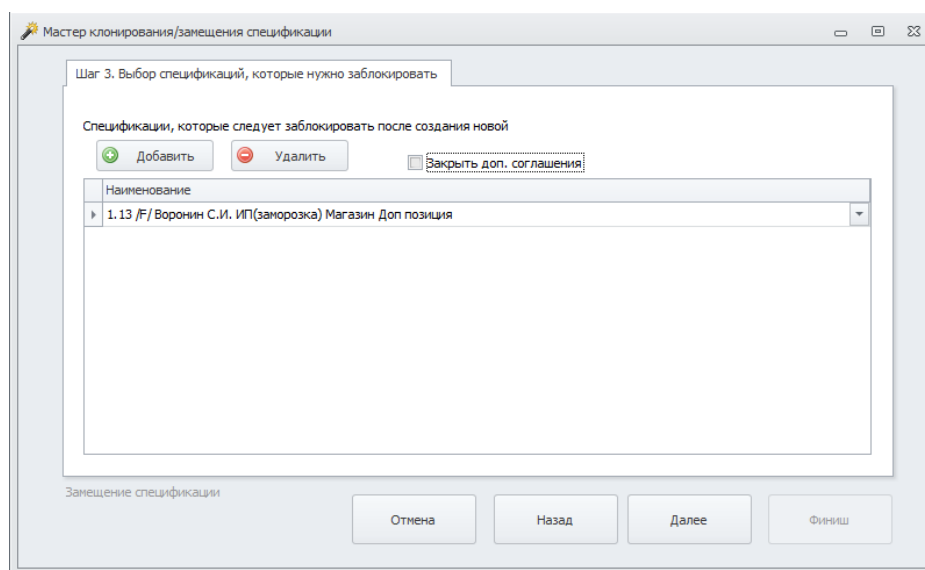 Мастер клонирования/замещения спецификации
Шаг 3. Выбор спецификаций, которые нужно заблокировать
Спецификации, которые следует заблокировать после создания новой
Добавить Удалить Закрыть доп. соглашения
Наименование
1.13 /F/ Воронин С.И. ИП(заморозка) Магазин Доп позиция
Замещение спецификации
Отмена Назад Далее Финиш